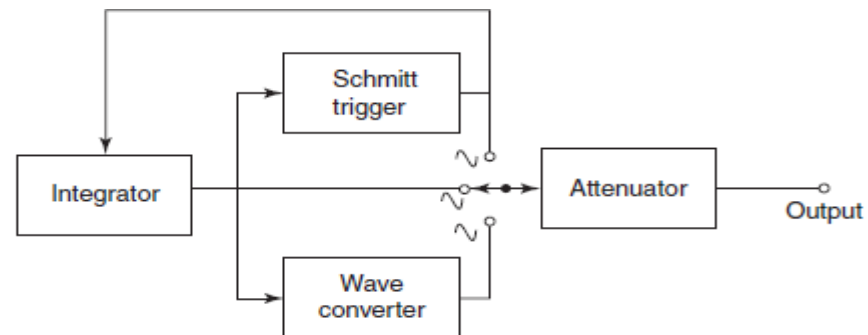 Schmitt
trigger
Integrator
Attenuator
Output
Wave
converter